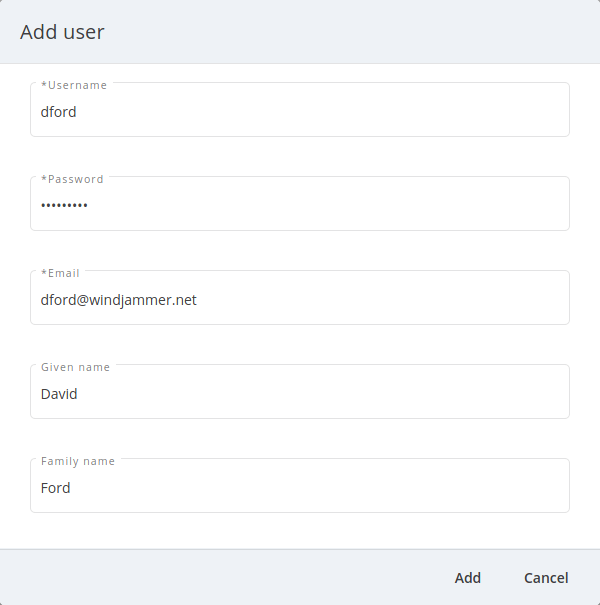 Add user
*Username
dford
*Password
•••••••••
*Email
dford@windjammer.net
Given name
David
Family name
Ford
Add Cancel